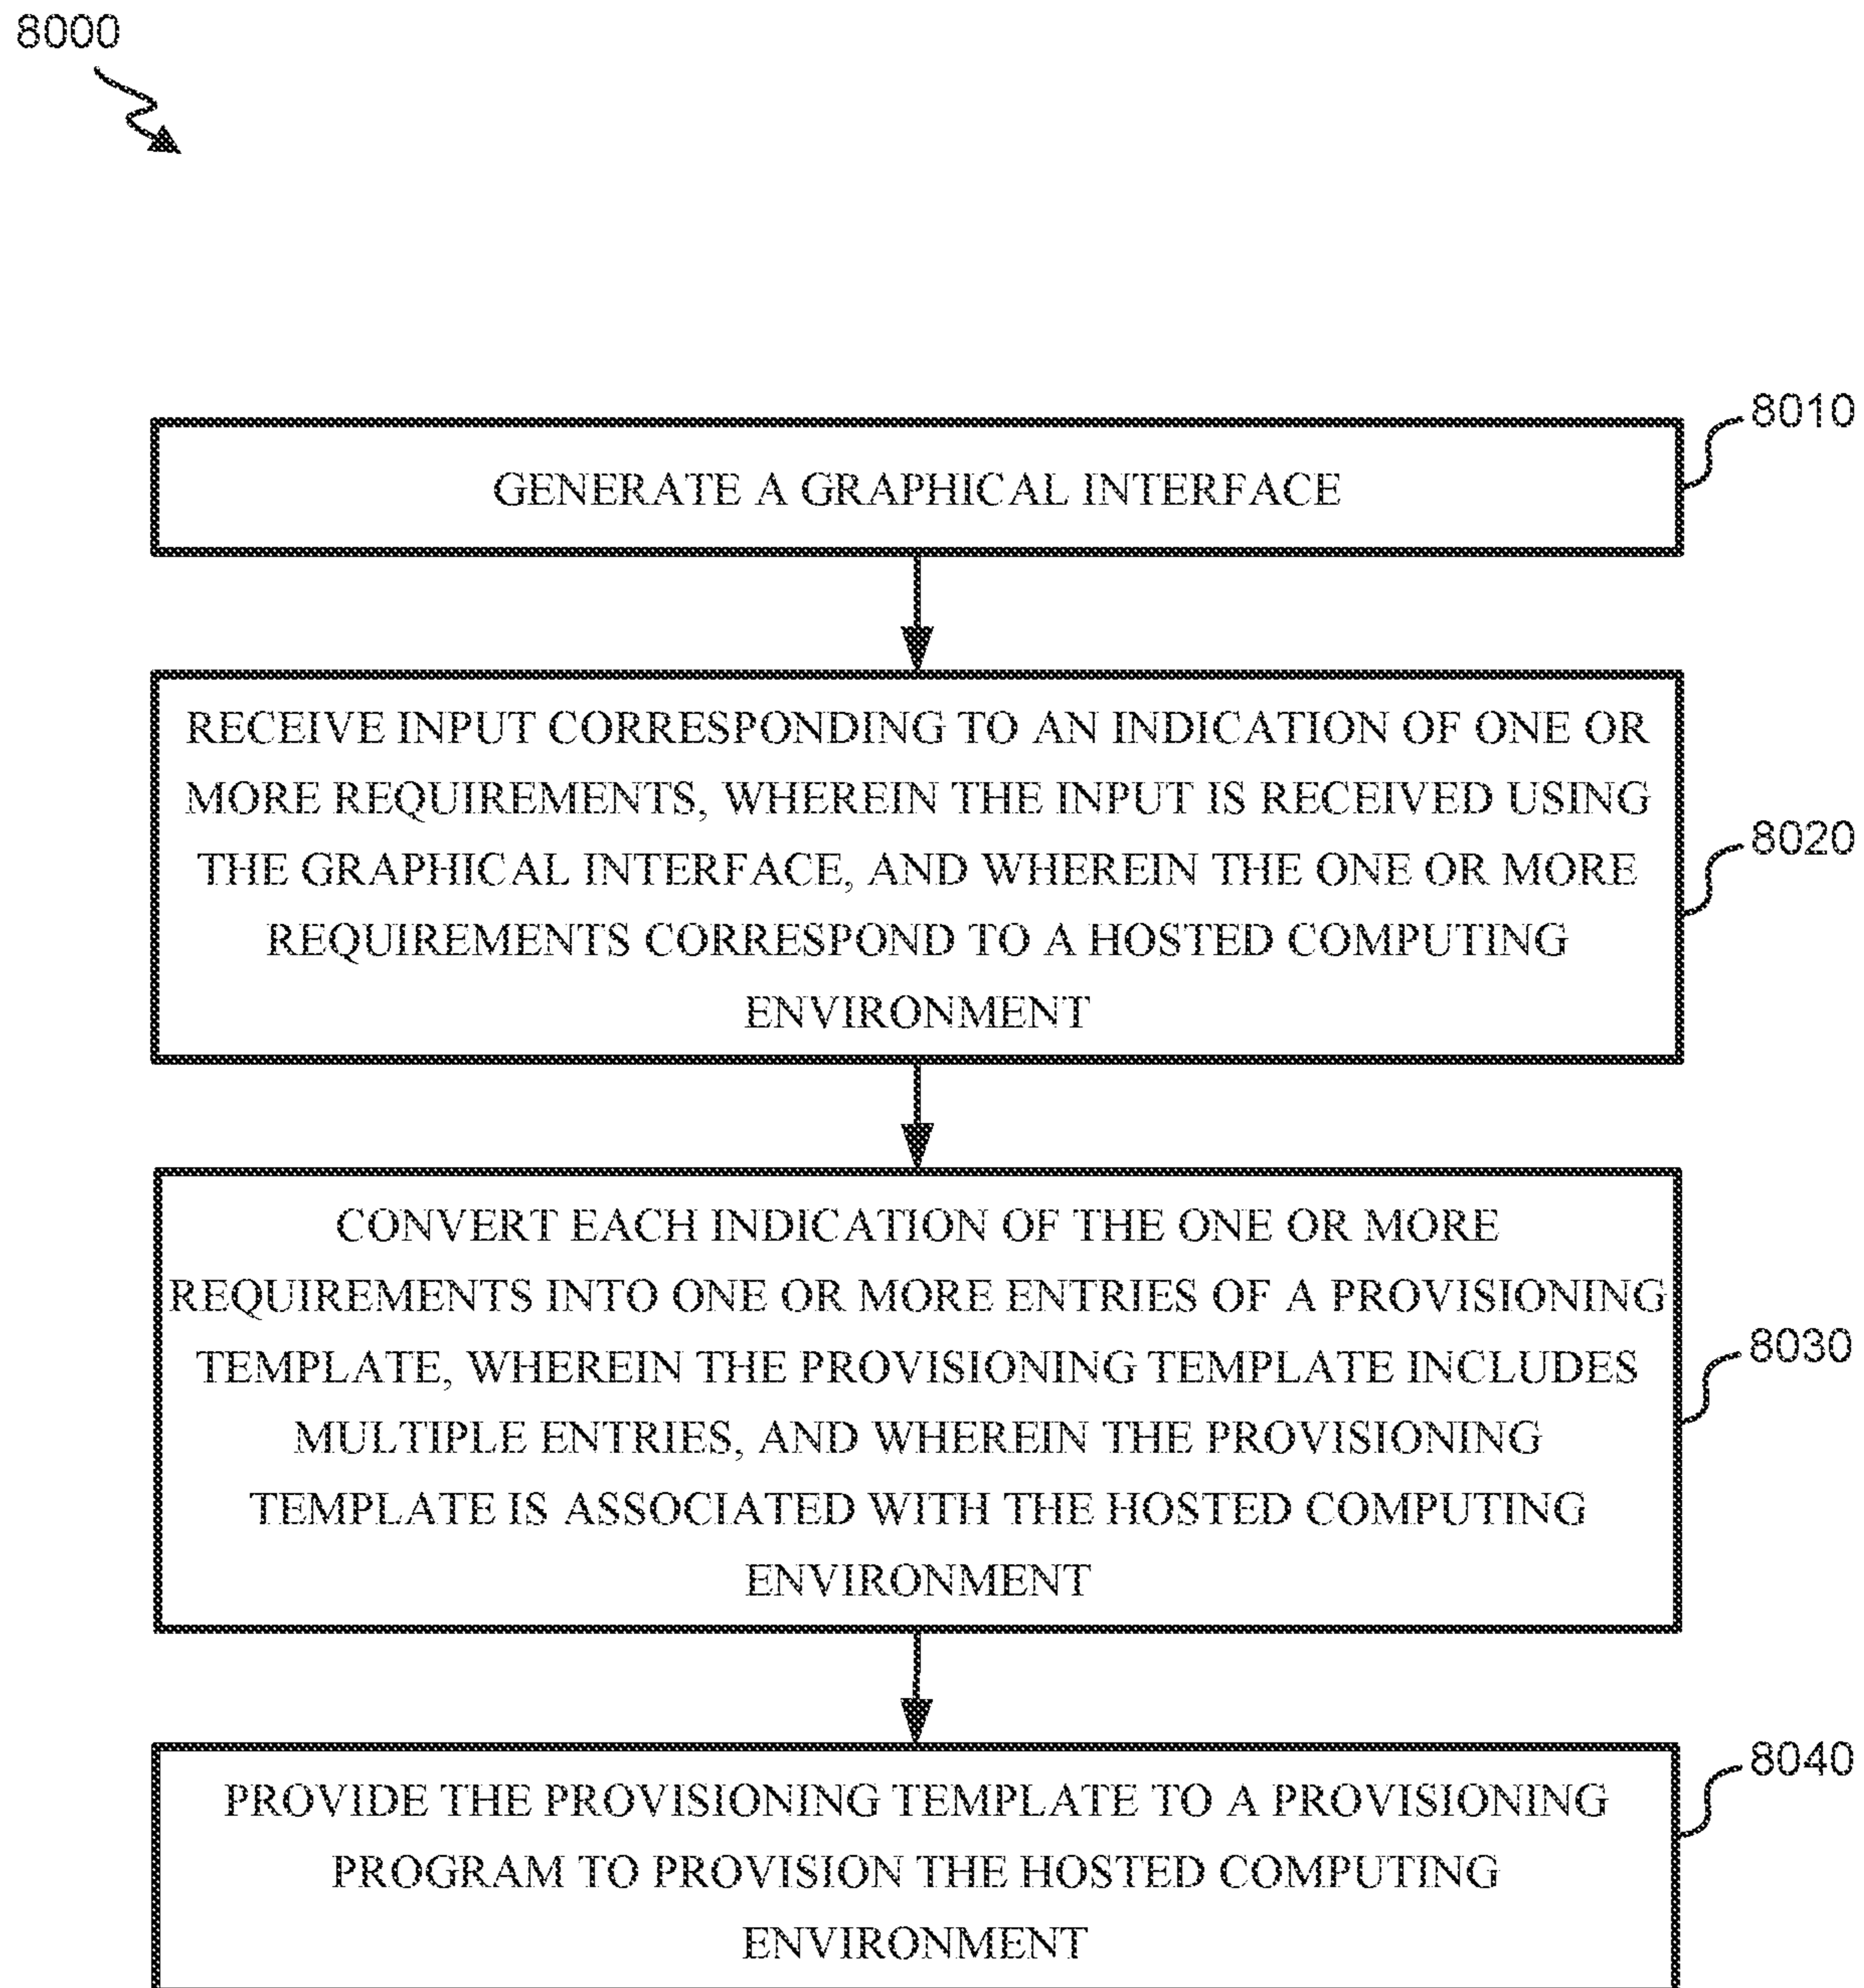 8000
8010
GENERATE A GRAPHICAL INTERFACE
RECEIVE INPUT CORRESPONDING TO AN INDICATION OF ONE OR
MORE REQUIREMENTS, WHEREIN THE INPUT IS RECEIVED USING
THE GRAPHICAL INTERFACE, AND WHEREIN THE ONE OR MORE
REQUIREMENTS CORRESPOND TO A HOSTED COMPUTING
ENVIRONMENT
8020
CONVERT EACH INDICATION OF THE ONE OR MORE
REQUIREMENTS INTO ONE OR MORE ENTRIES OF A PROVISIONING
TEMPLATE, WHEREIN THE PROVISIONING TEMPLATE INCLUDES
MULTIPLE ENTRIES, AND WHEREIN THE PROVISIONING
TEMPLATE IS ASSOCIATED WITH THE HOSTED COMPUTING
ENVIRONMENT
8030
PROVIDE THE PROVISIONING TEMPLATE TO A PROVISIONING
PROGRAM TO PROVISION THE HOSTED COMPUTING
ENVIRONMENT
8040